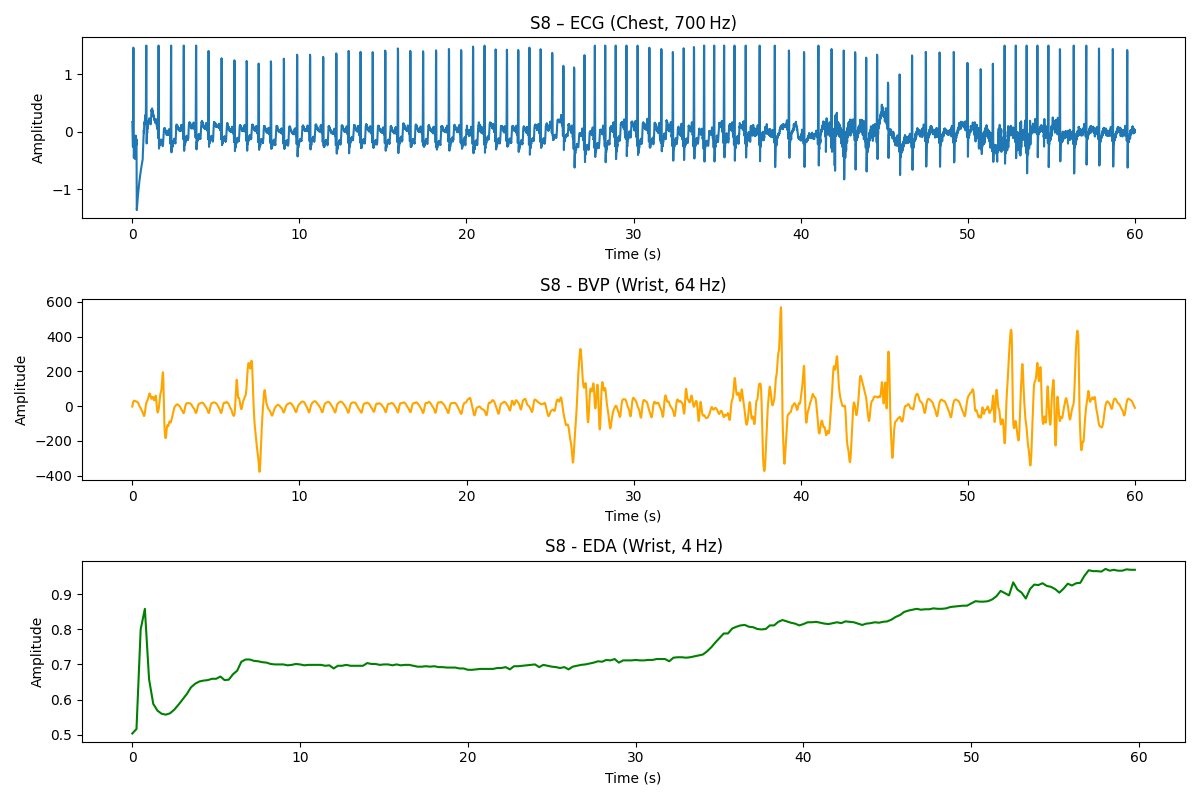 S8 – ECG (Chest, 700 Hz)
Amplitude
1
0
−1
0 10 20 30 40 50 60
Time (s)
S8 - BVP (Wrist, 64 Hz)
Amplitude
600
400
200
0
−200
−400
0 10 20 30 40 50 60
Time (s)
S8 - EDA (Wrist, 4 Hz)
Amplitude
0.9
0.8
0.7
0.6
0.5
0 10 20 30 40 50 60
Time (s)